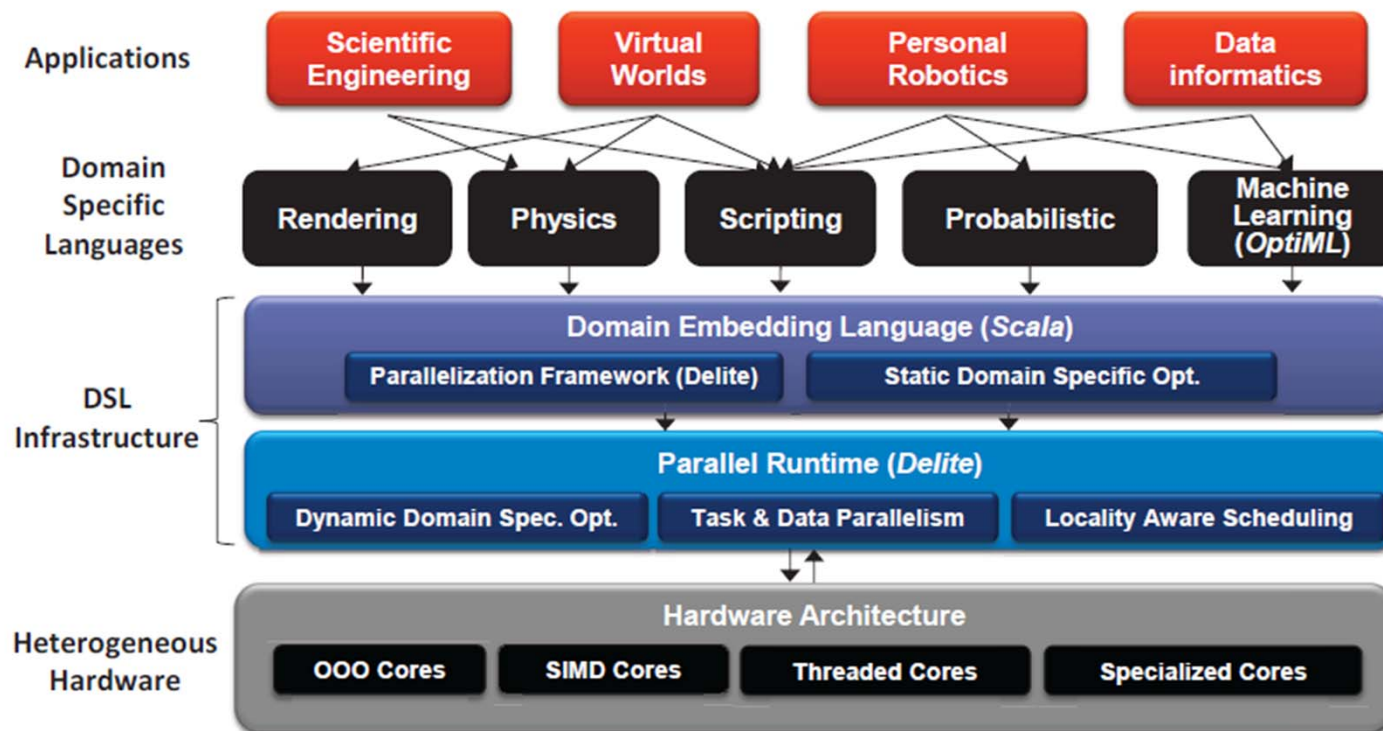 Applications
Scientific
Engineering
Virtual
Worlds
Personal
Robotics
Data
informatics
Domain
Specific
Languages
Rendering
Physics
Scripting
Probabilistic
Machine
Learning
(OptiML)
DSL
Infrastructure
Domain Embedding Language (Scala)
Parallelization Framework (Delite)
Static Domain Specific Opt.
Parallel Runtime (Delite)
Dynamic Domain Spec. Opt.
Task & Data Parallelism
Locality Aware Scheduling
Heterogeneous
Hardware
Hardware Architecture
OOO Cores
SIMD Cores
Threaded Cores
Specialized Cores